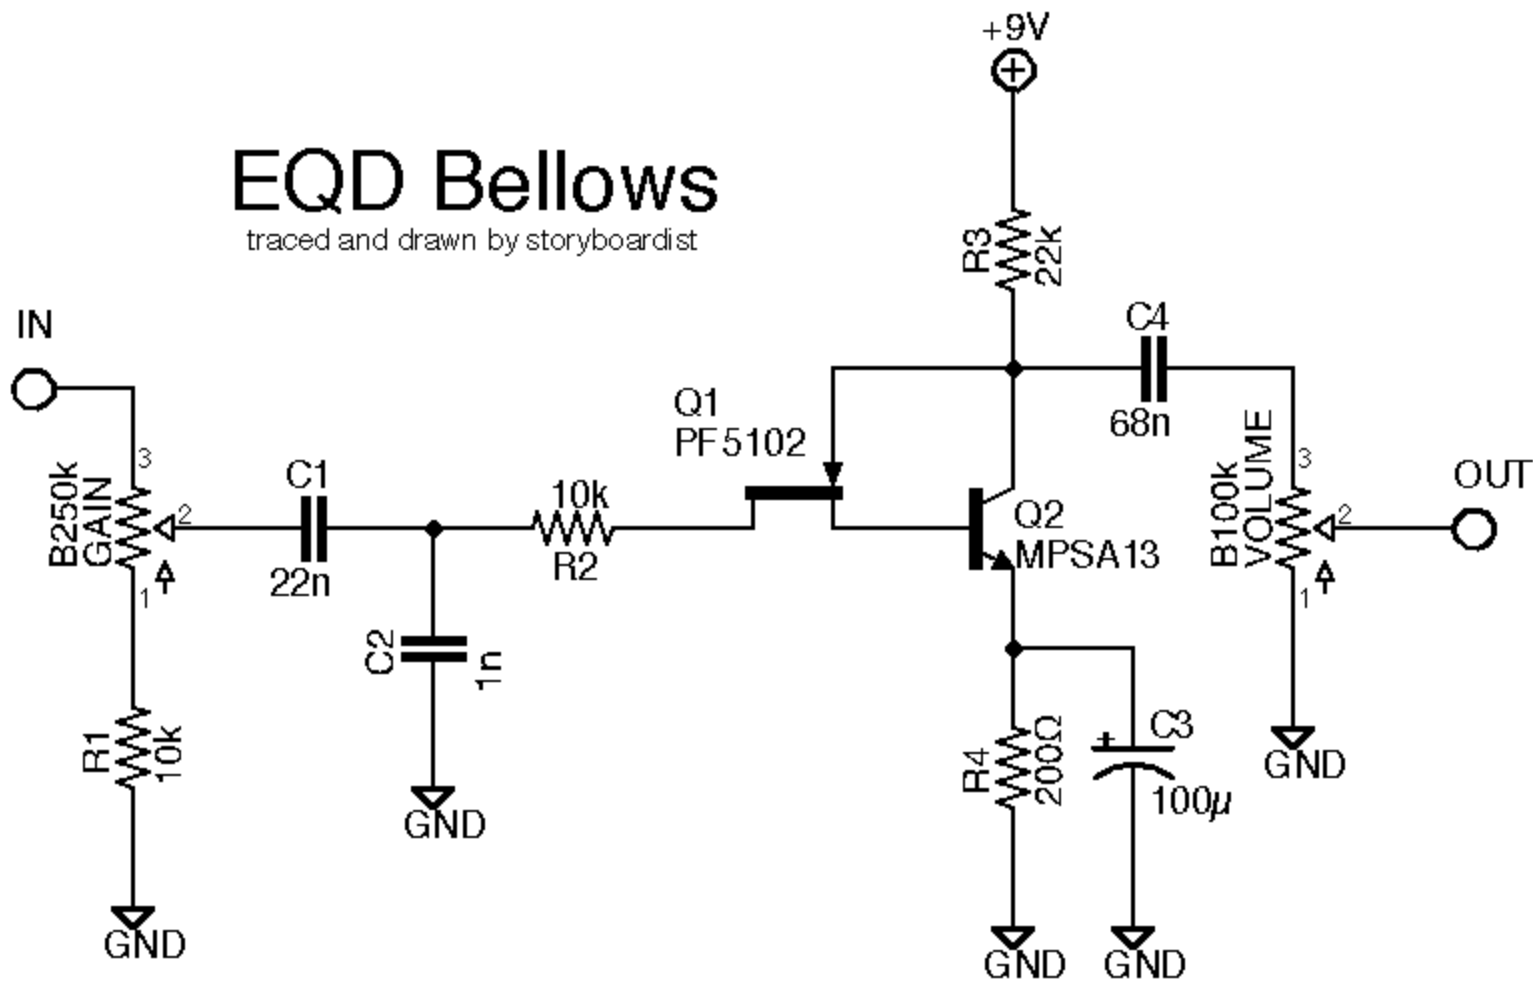 +9V
EQD Bellows
traced and drawn by storyboardist
R3
22k
IN
C4
68n
Q1
PF5102
3
B250k
GAIN
2
1
C1
22n
10k
R2
Q2
MPSA13
3
B100k
VOLUME
2
1
OUT
C2
1n
R1
10k
GND
R4
200Ω
+
C3
100µ
GND
GND
GND
GND